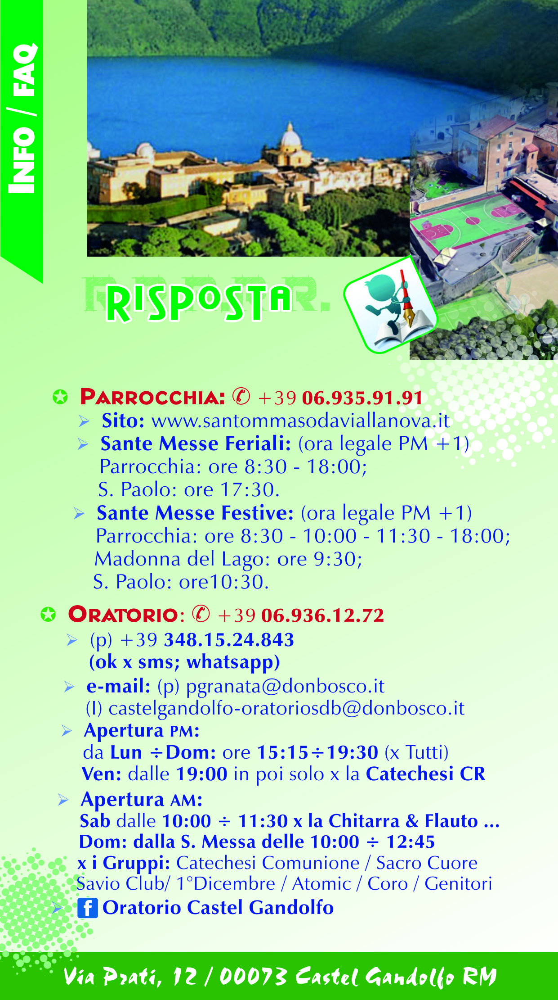 INFO / FAQ
R.R.R.R.R.
RISPOSTA
PARROCCHIA: ✆ +39 06.935.91.91
Sito: www.santommasodaviallanova.it
Sante Messe Feriali: (ora legale PM +1)
Parrocchia: ore 8:30 - 18:00;
S. Paolo: ore 17:30.
Sante Messe Festive: (ora legale PM +1)
Parrocchia: ore 8:30 - 10:00 - 11:30 - 18:00;
Madonna del Lago: ore 9:30;
S. Paolo: ore10:30.
ORATORIO: ✆ +39 06.936.12.72
(p) +39 348.15.24.843
(ok x sms; whatsapp)
e-mail: (p) pgranata@donbosco.it
(I) castelgandolfo-oratoriosdb@donbosco.it
Apertura PM:
da Lun ÷Dom: ore 15:15÷19:30 (x Tutti)
Ven: dalle 19:00 in poi solo x la Catechesi CR
Apertura AM:
Sab dalle 10:00 ÷ 11:30 x la Chitarra & Flauto ...
Dom: dalla S. Messa delle 10:00 ÷ 12:45
x i Gruppi: Catechesi Comunione / Sacro Cuore
Savio Club/ 1°Dicembre / Atomic / Coro / Genitori
f Oratorio Castel Gandolfo
Via Prati, 12 / 00073 Castel Gandolfo RM